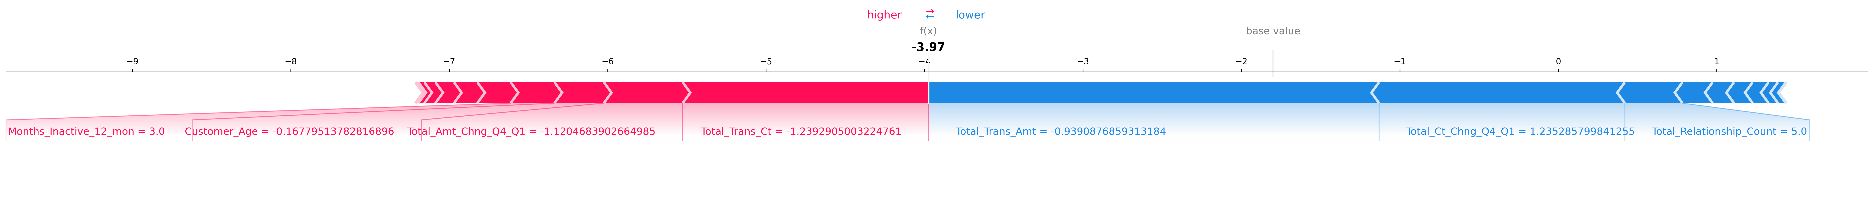 higher ⇄ lower
f(x) base value
-3.97
−9 −8 −7 −6 −5 −4 −3 −2 −1 0 1
Months_Inactive_12_mon = 3.0 Customer_Age = -0.16779513782816896 Total_Amt_Chng_Q4_Q1 = -1.1204683902664985 Total_Trans_Ct = -1.2392905003224761 Total_Trans_Amt = -0.9390876859313184 Total_Ct_Chng_Q4_Q1 = 1.235285799841255 Total_Relationship_Count = 5.0